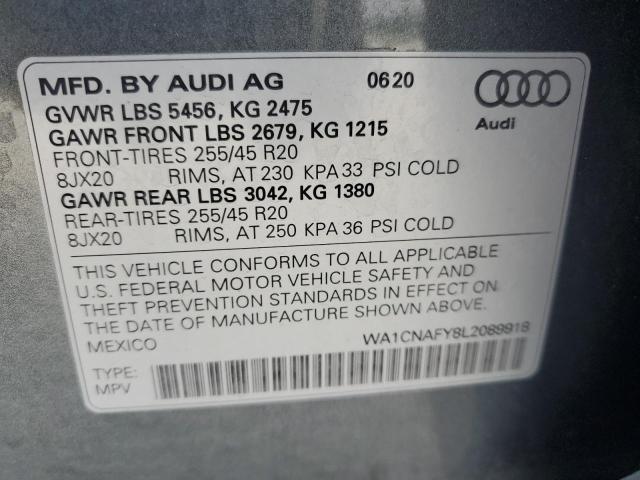 MFD. BY AUDI AG 0620
GVWR LBS 5456, KG 2475
GAWR FRONT LBS 2679, KG 1215
Audi
FRONT-TIRES 255/45 R20
8JX20 RIMS, AT 230 KPA 33 PSI COLD
GAWR REAR LBS 3042, KG 1380
REAR-TIRES 255/45 R20
8JX20 RIMS, AT 250 KPA 36 PSI COLD
THIS VEHICLE CONFORMS TO ALL APPLICABLE
U.S. FEDERAL MOTOR VEHICLE SAFETY AND
THEFT PREVENTION STANDARDS IN EFFECT ON
THE DATE OF MANUFACTURE SHOWN ABOVE.
MEXICO WA1CNAFY8L2089918
TYPE:
MPV